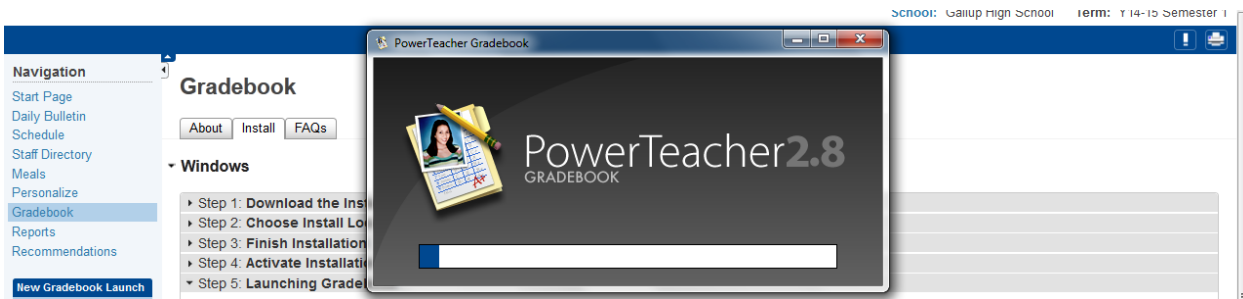 School: Gallup High School Term: Y14-15 Semester 1
PowerTeacher Gradebook
Navigation
Start Page
Daily Bulletin
Schedule
Staff Directory
Meals
Personalize
Gradebook
Reports
Recommendations
New Gradebook Launch
Gradebook
About Install FAQs
Windows
Step 1: Download the Inst
Step 2: Choose Install Lo
Step 3: Finish Installation
Step 4: Activate Installati
Step 5: Launching Grade
PowerTeacher2.8
GRADEBOOK